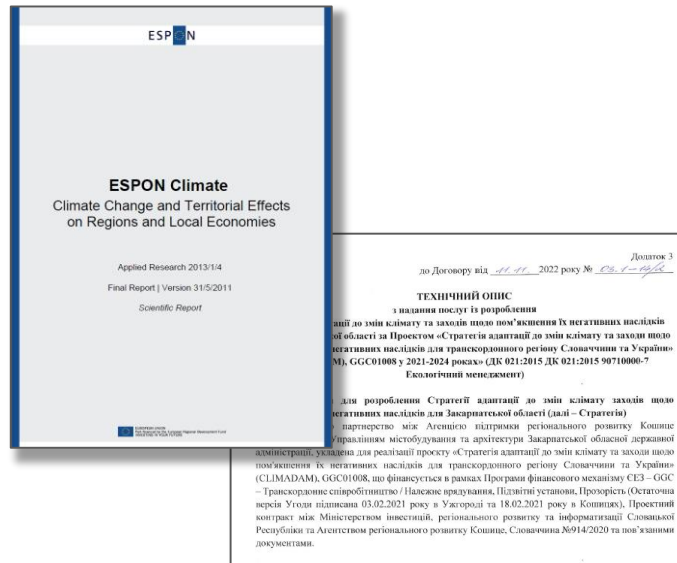 ESPON
ESPON Climate
Climate Change and Territorial Effects
on Regions and Local Economies
Applied Research 2013/1/4
Final Report | Version 31/5/2011
Scientific Report
EUROPEAN UNION
Додаток 3
до Договору від 11.11. 2022 року №
ТЕХНІЧНИЙ ОПИС
з надання послуг із розроблення
ації до змін клімату та заходів щодо пом’якшення їх негативних наслідків
ої області за Проектом «Стратегія адаптації до змін клімату та заходи щодо
негативних наслідків для транскордонного регіону Словаччини та України»
М), GGC01008 у 2021-2024 роках» (ДК 021:2015 ДК 021:2015 90710000-7
Екологічний менеджмент)
для розроблення Стратегії адаптації до змін клімату заходів щодо
негативних наслідків для Закарпатської області (далі – Стратегія)
партнерство між Агенцією підтримки регіонального розвитку Кошице
Управлінням містобудування та архітектури Закарпатської обласної державної
адміністрації, укладена для реалізації проєкту «Стратегія адаптації до змін клімату та заходи щодо
пом’якшення їх негативних наслідків для транскордонного регіону Словаччини та України»
(CLIMADAM), GGC01008, що фінансується в рамках Програми фінансового механізму ЄЕЗ – GGC
– Транскордонне співробітництво / Належне врядування, Підзвітні установи, Прозорість (Остаточна
версія Угоди підписана 03.02.2021 року в Ужгороді та 18.02.2021 року в Кошицях), Проектний
контракт між Міністерством інвестицій, регіонального розвитку та інформатизації Словацької
Республіки та Агентством регіонального розвитку Кошице, Словаччина №914/2020 та пов’язаними
документами.